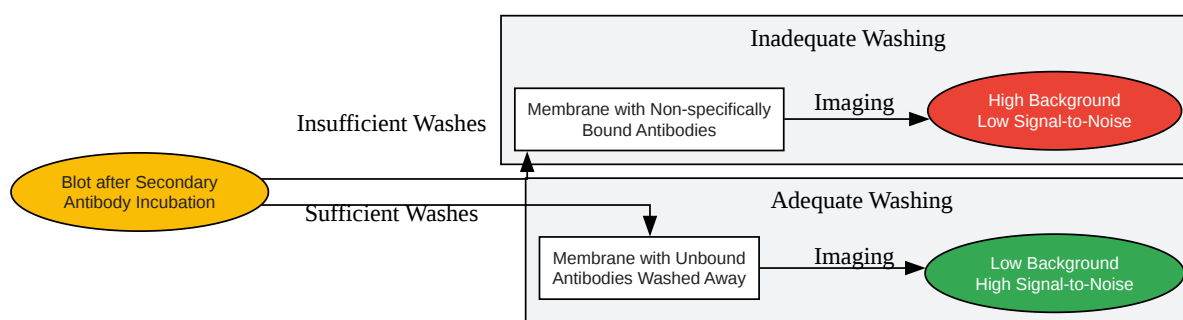 Inadequate Washing
Insufficient Washes
Membrane with Non-specifically
Bound Antibodies
Imaging
High Background
Low Signal-to-Noise
Blot after Secondary
Antibody Incubation
Sufficient Washes
Adequate Washing
Membrane with Unbound
Antibodies Washed Away
Imaging
Low Background
High Signal-to-Noise